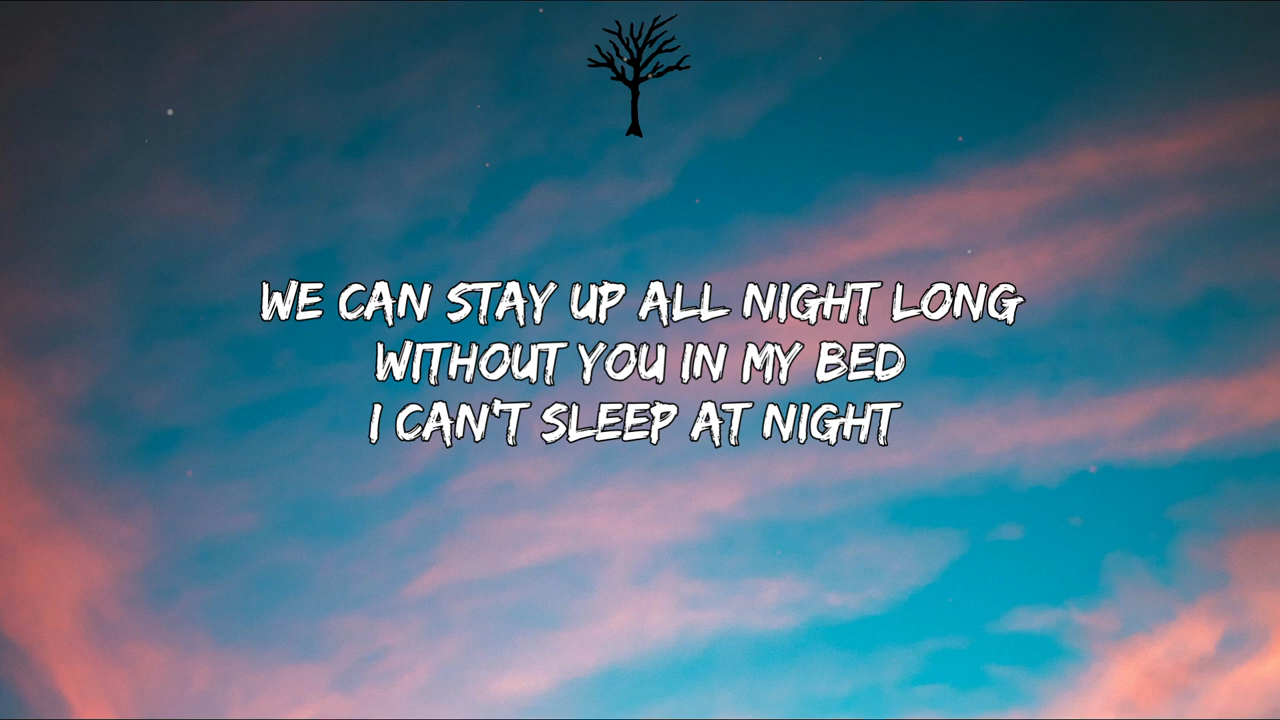 WE CAN STAY UP ALL NIGHT LONG
WITHOUT YOU IN MY BED
I CAN'T SLEEP AT NIGHT